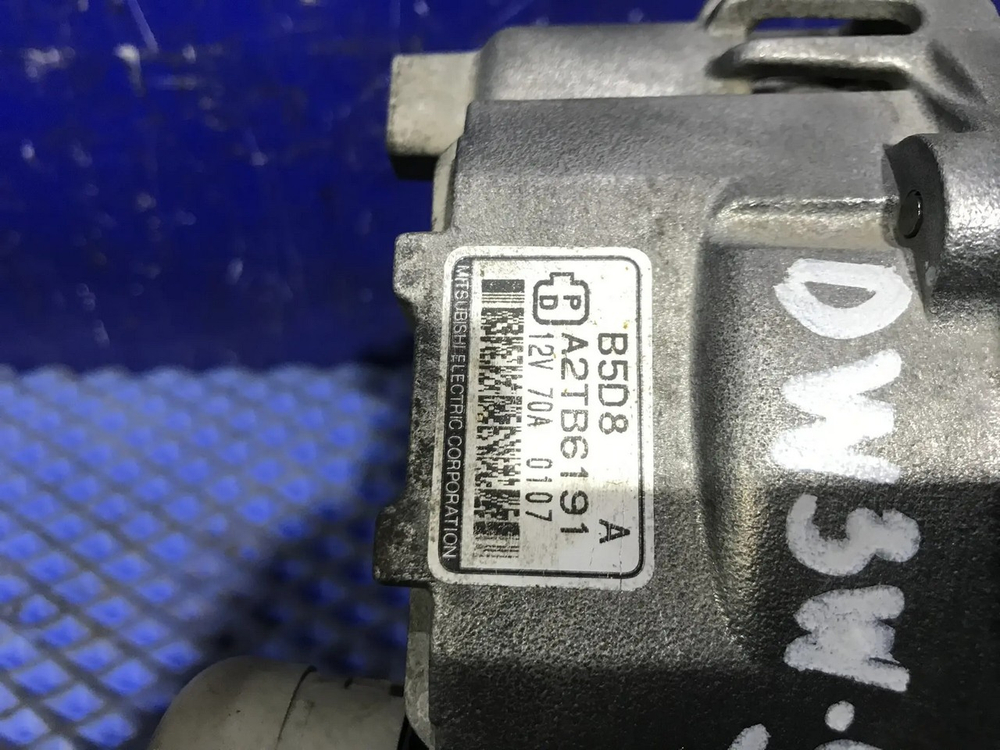 B5D8 A
A2TB6191
12V 70A 0107
P
D
MITSUBISHI ELECTRIC CORPORATION
DW3W.